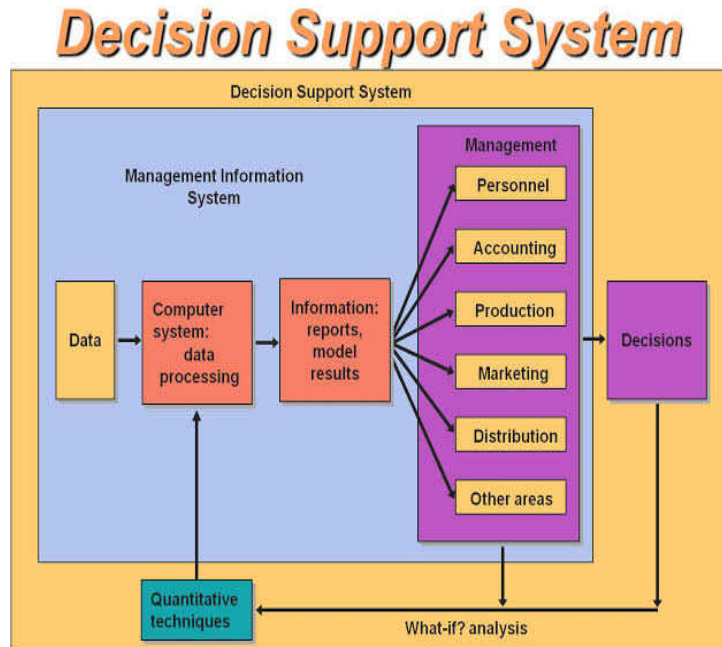 Decision Support System
Decision Support System
Management Information
System
Data
Computer
system:
data
processing
Information:
reports,
model
results
Management
Personnel
Accounting
Production
Marketing
Distribution
Other areas
Decisions
Quantitative
techniques
What-if? analysis